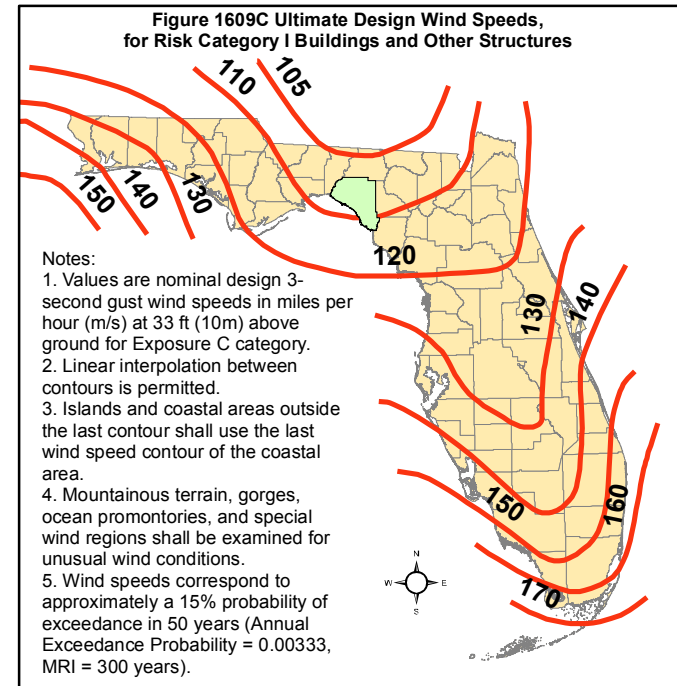 Figure 1609C Ultimate Design Wind Speeds,
for Risk Category I Buildings and Other Structures
105
110
150
140
130
120
130
140
150
160
170
Notes:
1. Values are nominal design 3-
second gust wind speeds in miles per
hour (m/s) at 33 ft (10m) above
ground for Exposure C category.
2. Linear interpolation between
contours is permitted.
3. Islands and coastal areas outside
the last contour shall use the last
wind speed contour of the coastal
area.
4. Mountainous terrain, gorges,
ocean promontories, and special
wind regions shall be examined for
unusual wind conditions.
5. Wind speeds correspond to
approximately a 15% probability of
exceedance in 50 years (Annual
Exceedance Probability = 0.00333,
MRI = 300 years).
N
W E
S